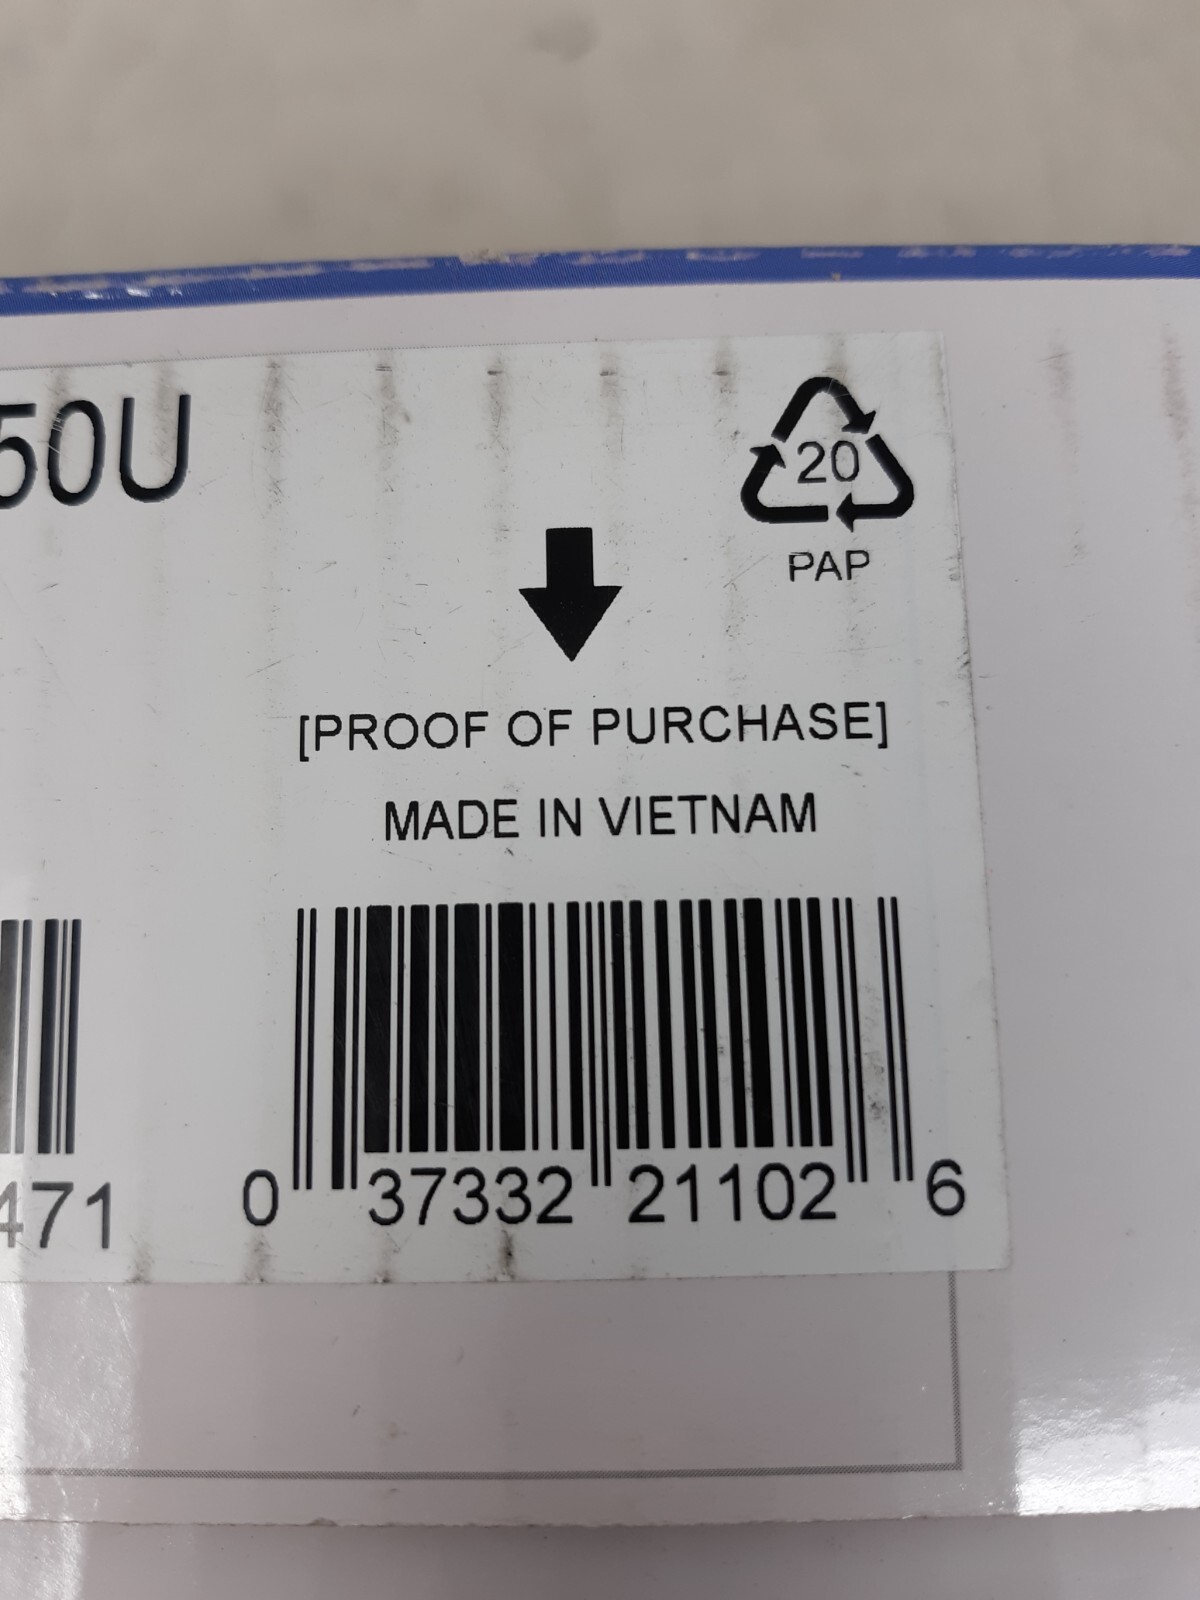 50U
20
PAP
[PROOF OF PURCHASE]
MADE IN VIETNAM
471
0 37332 21102 6